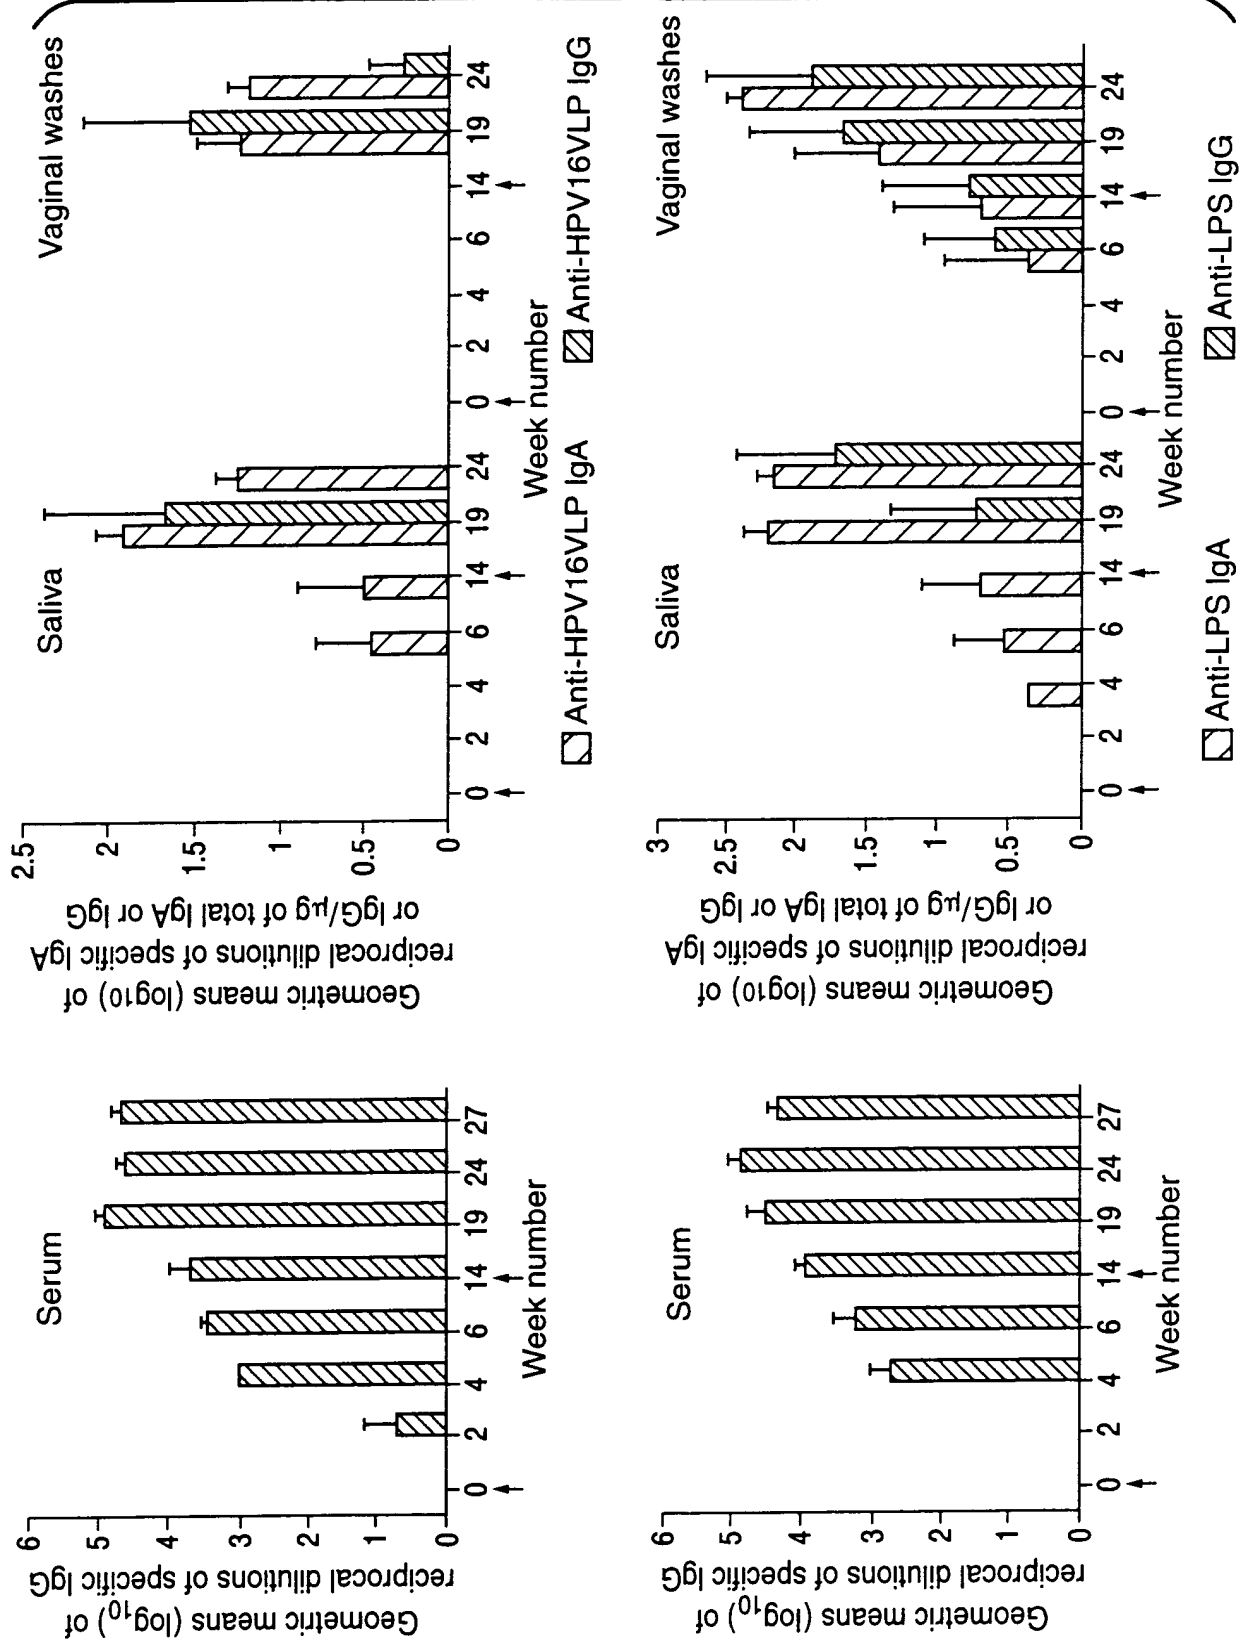 Serum
Geometric means (log10) of
reciprocal dilutions of specific IgG
6
5
4
3
2
1
0
0 2 4 6 14 19 24 27
Week number
Geometric means (log10) of
reciprocal dilutions of specific IgA
or IgG/μg of total IgA or IgG
2.5
2
1.5
1
0.5
0
Saliva
Vaginal washes
0 2 4 6 14 19 24 0 2 4 6 14 19 24
Week number
Anti-HPV16VLP IgA Anti-HPV16VLP IgG
Serum
Geometric means (log10) of
reciprocal dilutions of specific IgG
6
5
4
3
2
1
0
0 2 4 6 14 19 24 27
Week number
Geometric means (log10) of
reciprocal dilutions of specific IgA
or IgG/μg of total IgA or IgG
3
2.5
2
1.5
1
0.5
0
Saliva
Vaginal washes
0 2 4 6 14 19 24 0 2 4 6 14 19 24
Week number
Anti-LPS IgA Anti-LPS IgG